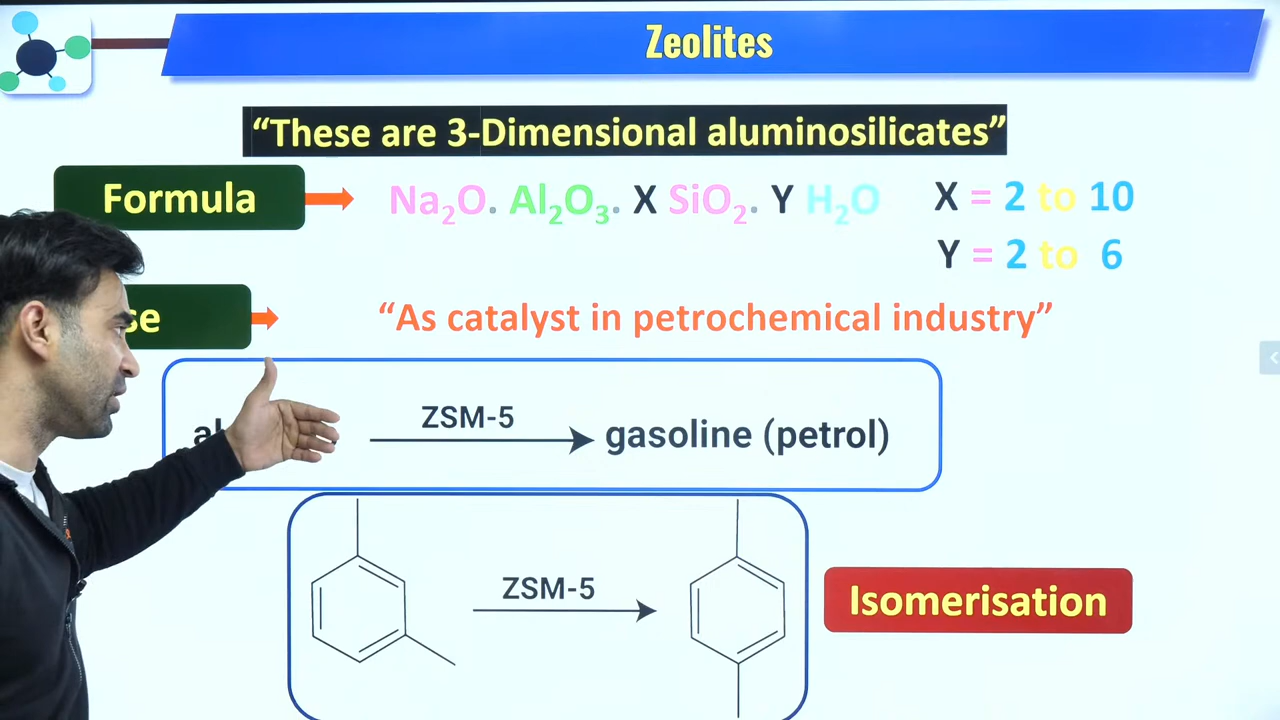 Zeolites
“These are 3-Dimensional aluminosilicates”
Formula
Na₂O. Al₂O₃. X SiO₂. Y H₂O
X = 2 to 10
Y = 2 to 6
“As catalyst in petrochemical industry”
ZSM-5
gasoline (petrol)
ZSM-5
Isomerisation